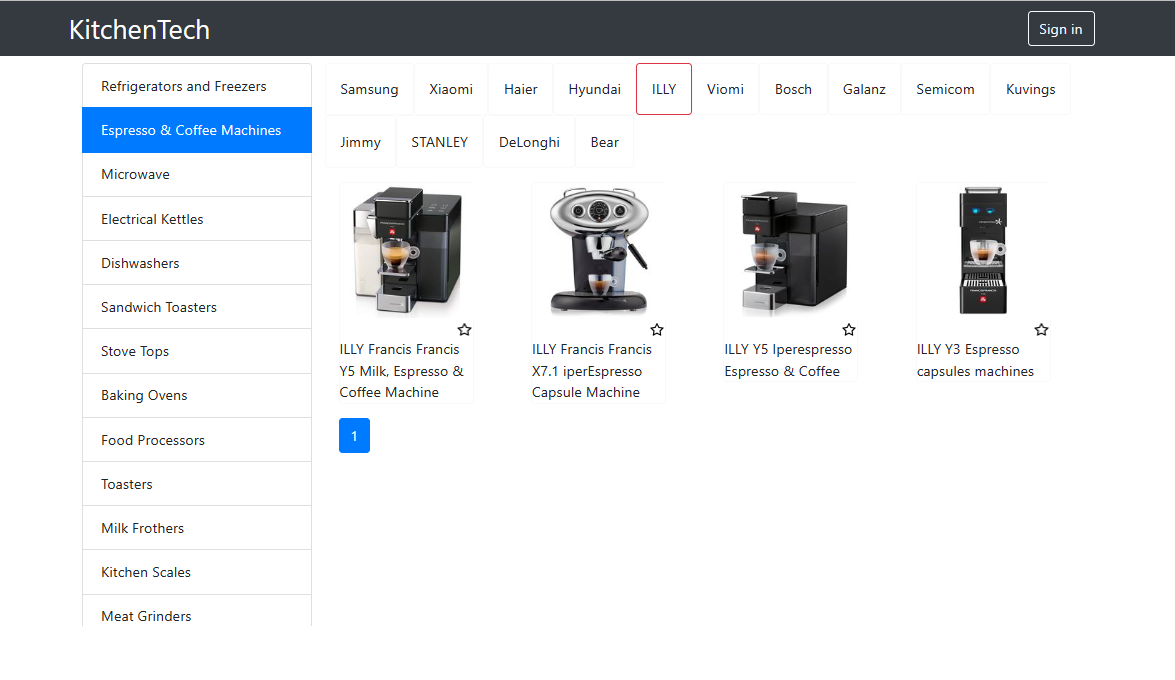 KitchenTech
Sign in
Refrigerators and Freezers
Espresso & Coffee Machines
Microwave
Electrical Kettles
Dishwashers
Sandwich Toasters
Stove Tops
Baking Ovens
Food Processors
Toasters
Milk Frothers
Kitchen Scales
Meat Grinders
Samsung
Xiaomi
Haier
Hyundai
ILLY
Viomi
Bosch
Galanz
Semicom
Kuvings
Jimmy
STANLEY
DeLonghi
Bear
ILLY Francis Francis
Y5 Milk, Espresso &
Coffee Machine
ILLY Francis Francis
X7.1 iperEspresso
Capsule Machine
ILLY Y5 Iperespresso
Espresso & Coffee
ILLY Y3 Espresso
capsules machines
1